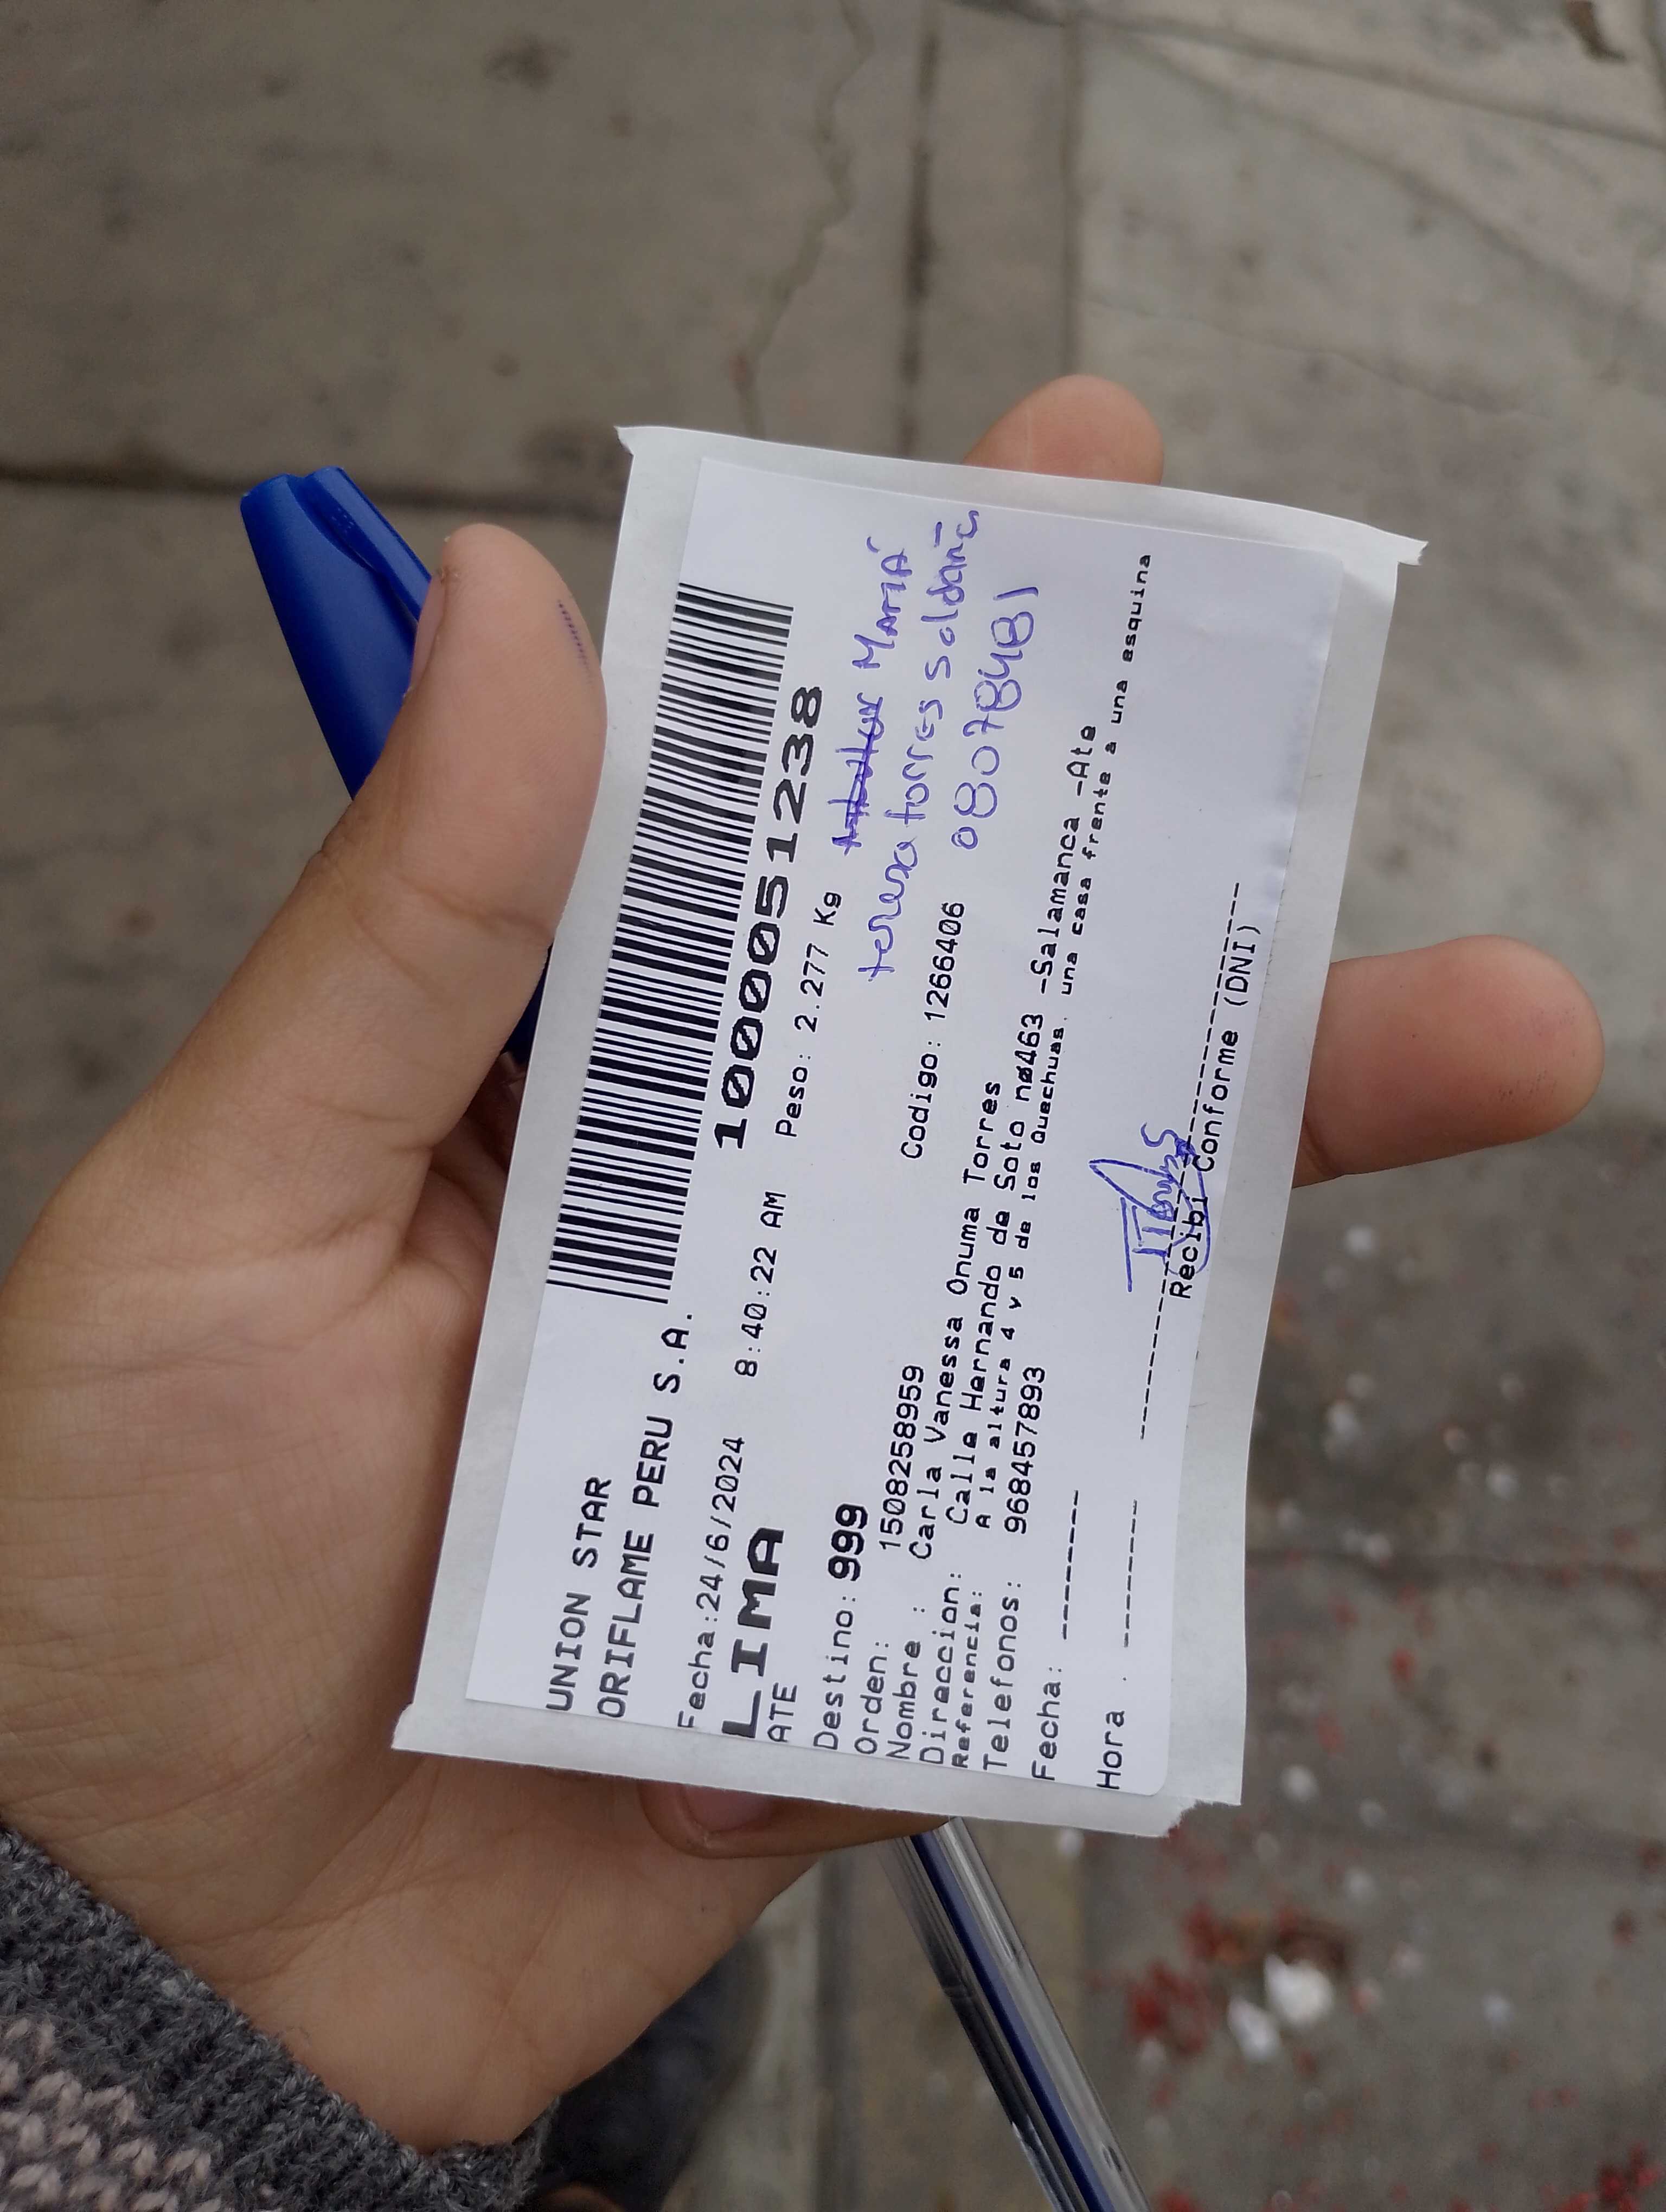 UNION STAR
ORIFLAME PERU S.A.
Fecha:24/6/2024 8:40:22 AM
1000051238
LIMA
ATE
Peso: 2.277 Kg
Mariá
teresa torres saldaña
08078481
Destino: 999
Orden: 1508258959
Codigo: 1266406
Nombre : Carla Vanessa Onuma Torres
Direccion: Calle Hernando de Soto nø463 -Salamanca -Ate
Referencia: A la altura 4 y 5 de los Quechuas, una casa frente a una esquina
Telefonos: 968457893
Fecha: -------
Hora : -------
Recibi Conforme (DNI)